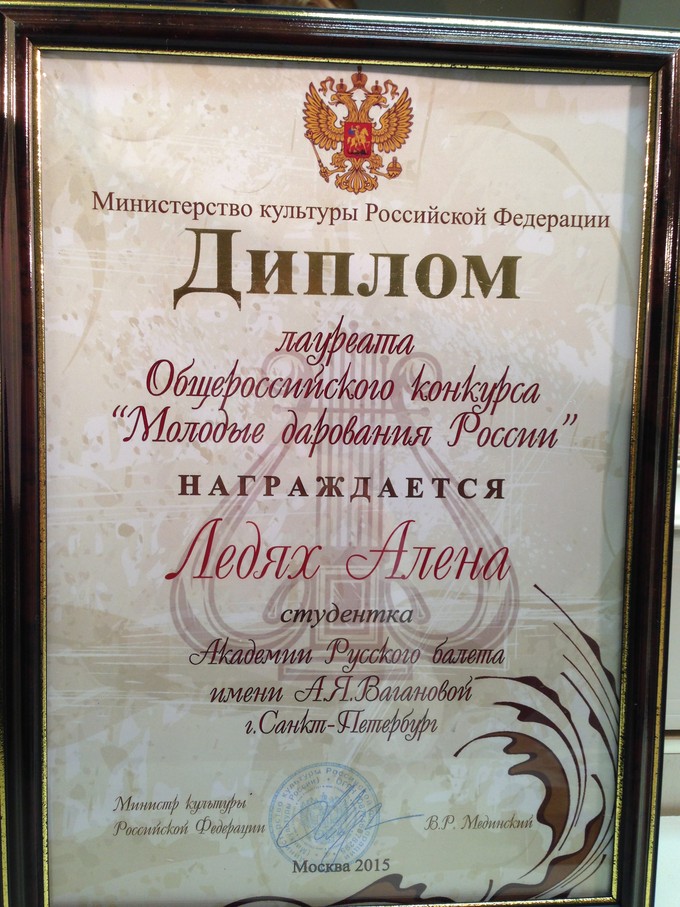 Министерство культуры Российской Федерации
Диплом
лауреата
Общероссийского конкурса
“Молодые дарования России”
НАГРАЖДАЕТСЯ
Ледях Алена
студентка
Академии Русского балета
имени А.Я.Вагановой
г.Санкт-Петербург
Министр культуры
Российской Федерации
В.Р. Мединский
Москва 2015